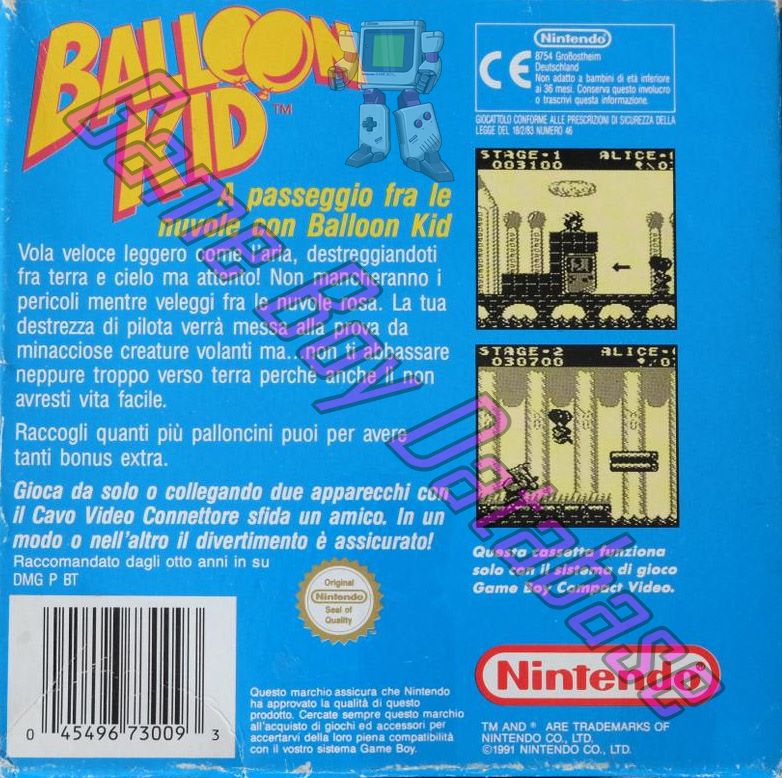 BALLOON
KID™
A passeggio fra le
nuvole con Balloon Kid
Vola veloce leggero come l'aria, destreggiandoti
fra terra e cielo ma attento! Non mancheranno i
pericoli mentre veleggi fra le nuvole rosa. La tua
destrezza di pilota verrà messa alla prova da
minacciose creature volanti ma...non ti abbassare
neppure troppo verso terra perchè anche lì non
avresti vita facile.
Raccogli quanti più palloncini puoi per avere
tanti bonus extra.
Gioca da solo o collegando due apparecchi con
il Cavo Video Connettore sfida un amico. In un
modo o nell'altro il divertimento è assicurato!
Raccomandato dagli otto anni in su
DMG P BT
0 45496 73009 3
Original
Nintendo
Seal of
Quality
Questo marchio assicura che Nintendo
ha approvato la qualità di questo
prodotto. Cercate sempre questo marchio
all'acquisto di giochi ed accessori per
accertarvi della loro piena compatibilità
con il vostro sistema Game Boy.
CE
Nintendo
8754 Großostheim
Deutschland
Non adatto a bambini di età inferiore
ai 36 mesi. Conserva questo involucro
o trascrivi questa informazione.
GIOCATTOLO CONFORME ALLE PRESCRIZIONI DI SICUREZZA DELLA
LEGGE DEL 18/2/83 NUMERO 46
STAGE-1 ALICE-
003100
STAGE-2 ALICE-
030700
Questa cassetta funziona
solo con il sistema di gioco
Game Boy Compact Video.
Nintendo®
TM AND ® ARE TRADEMARKS OF
NINTENDO CO., LTD.
©1991 NINTENDO CO., LTD.
Game Boy Database